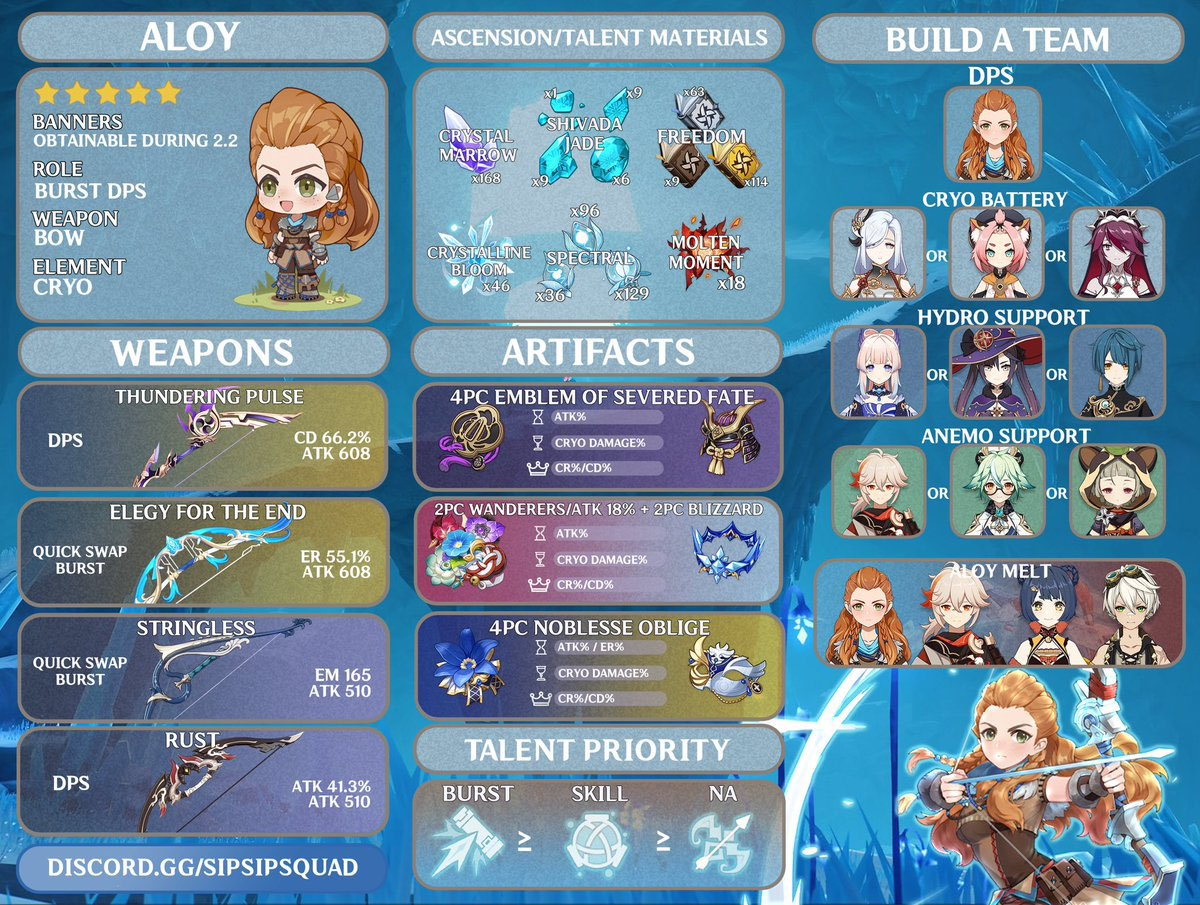 ALOY
BANNERS
OBTAINABLE DURING 2.2
ROLE
BURST DPS
WEAPON
BOW
ELEMENT
CRYO
WEAPONS
THUNDERING PULSE
DPS
CD 66.2%
ATK 608
ELEGY FOR THE END
QUICK SWAP
BURST
ER 55.1%
ATK 608
STRINGLESS
QUICK SWAP
BURST
EM 165
ATK 510
RUST
DPS
ATK 41.3%
ATK 510
DISCORD.GG/SIPSIPSQUAD
ASCENSION/TALENT MATERIALS
CRYSTAL
MARROW
x168
x1
x9
SHIVADA
JADE
x9
x6
x63
FREEDOM
x9
x114
CRYSTALLINE
BLOOM
x46
x96
SPECTRAL
x36
x129
MOLTEN
MOMENT
x18
ARTIFACTS
4PC EMBLEM OF SEVERED FATE
ATK%
CRYO DAMAGE%
CR%/CD%
2PC WANDERERS/ATK 18% + 2PC BLIZZARD
ATK%
CRYO DAMAGE%
CR%/CD%
4PC NOBLESSE OBLIGE
ATK% / ER%
CRYO DAMAGE%
CR%/CD%
TALENT PRIORITY
BURST SKILL NA
≥ ≥
BUILD A TEAM
DPS
CRYO BATTERY
OR OR
HYDRO SUPPORT
OR OR
ANEMO SUPPORT
OR OR
ALOY MELT